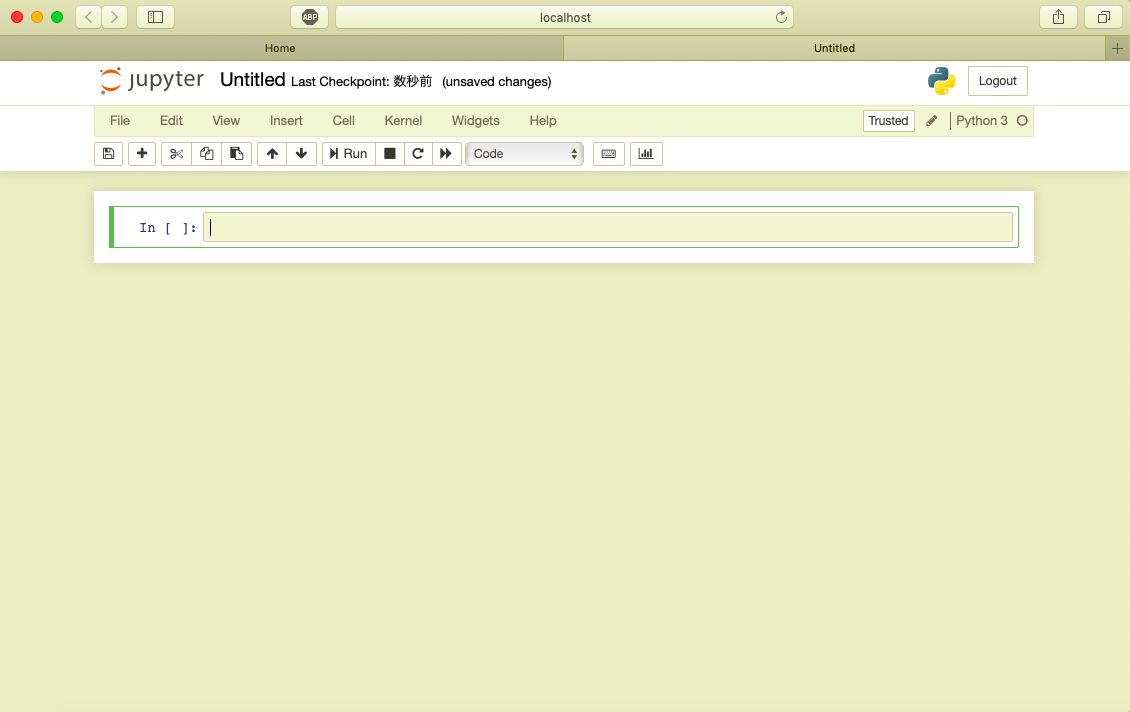 ABP
localhost
Home Untitled
jupyter Untitled Last Checkpoint: 数秒前 (unsaved changes) Logout
File Edit View Insert Cell Kernel Widgets Help Trusted Python 3
Run Code
In [ ]: